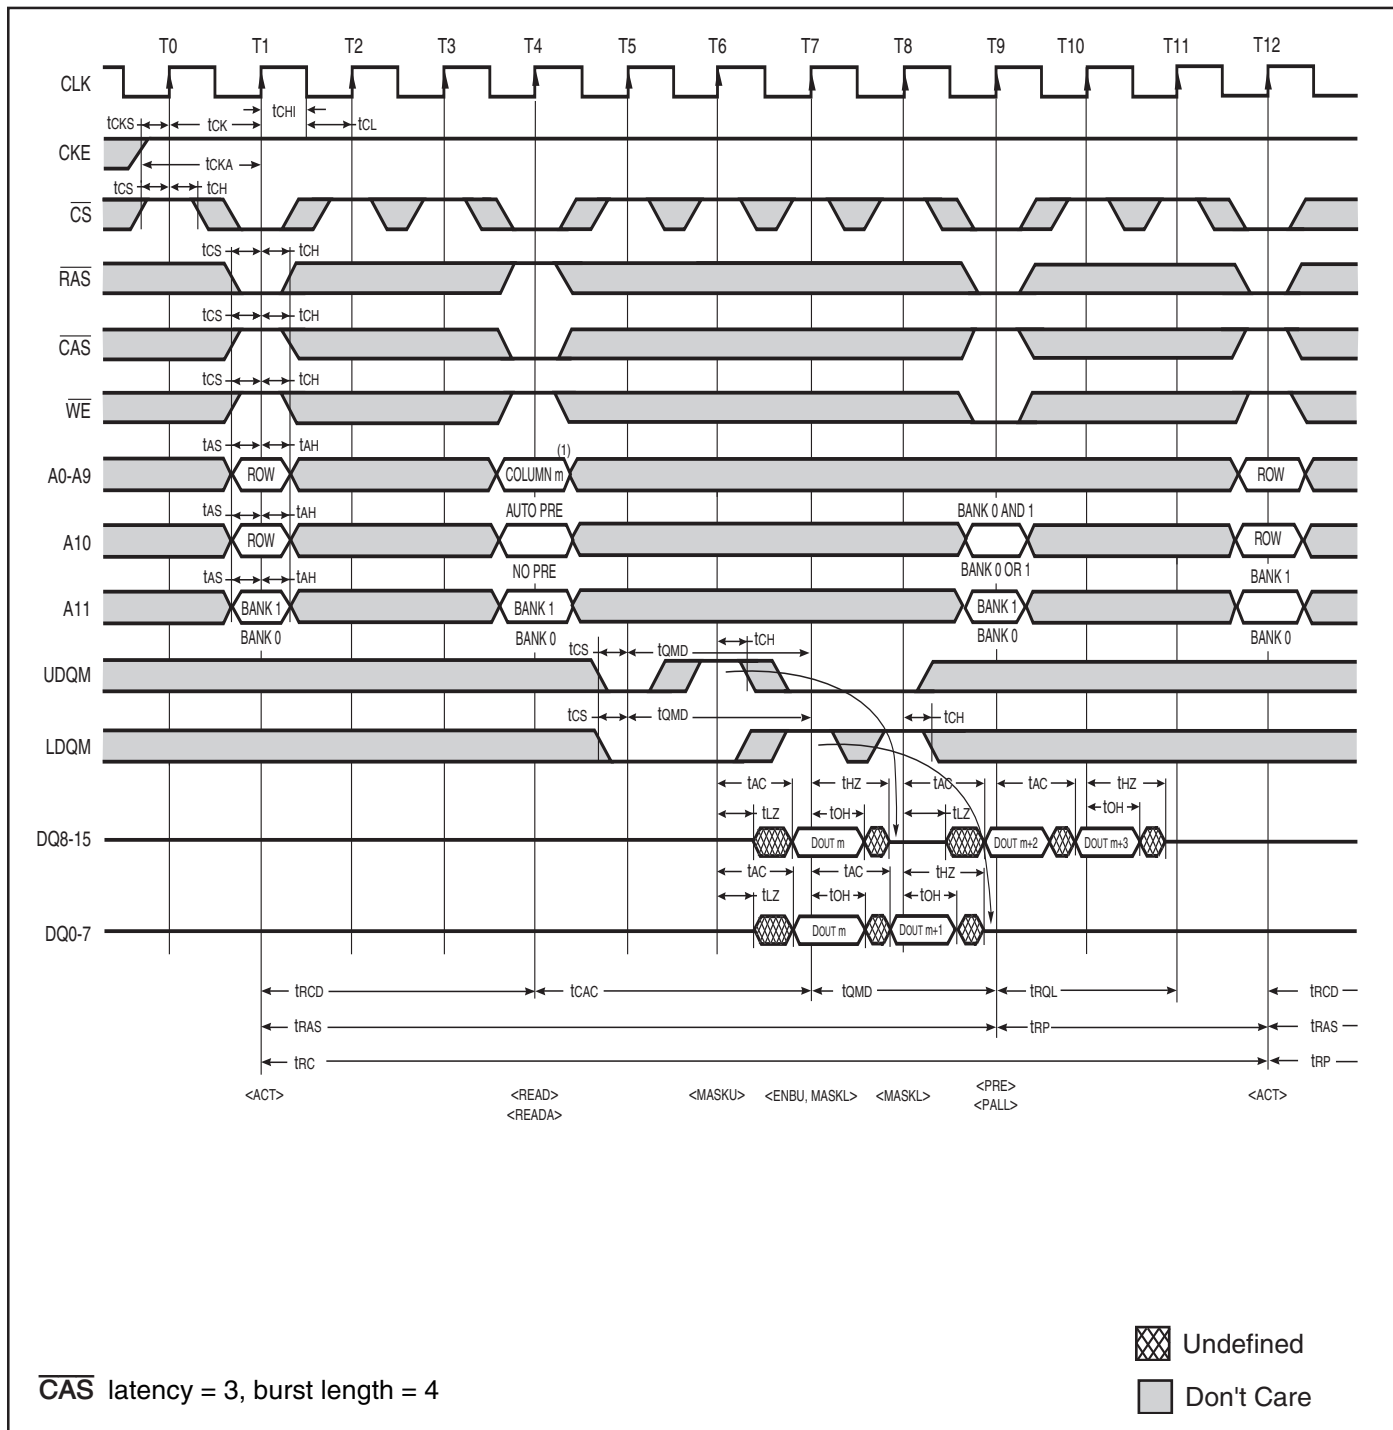 T0 T1 T2 T3 T4 T5 T6 T7 T8 T9 T10 T11 T12
CLK
tCHI
tCKS tCK tCL
CKE
tCKA
tCS tCH
CS
tCS tCH
RAS
tCS tCH
CAS
tCS tCH
WE
tAS tAH (1)
A0-A9 ROW COLUMN m ROW
tAS tAH AUTO PRE BANK 0 AND 1
A10 ROW ROW
tAS tAH NO PRE BANK 0 OR 1 BANK 1
A11 BANK 1 BANK 1 BANK 1
BANK 0 BANK 0 BANK 0 BANK 0
tCS tQMD tCH
UDQM
tCS tQMD tCH
LDQM
tAC tHZ tAC tAC tHZ
tLZ tOH tLZ tOH
DQ8-15 DOUT m DOUT m+2 DOUT m+3
tAC tAC tHZ
tLZ tOH tOH
DQ0-7 DOUT m DOUT m+1
tRCD tCAC tQMD tRQL tRCD
tRAS tRP tRAS
tRC tRP
<ACT> <READ> <MASKU> <ENBU, MASKL> <MASKL> <PRE> <ACT>
<READA> <PALL>
Undefined
CAS latency = 3, burst length = 4
Don't Care